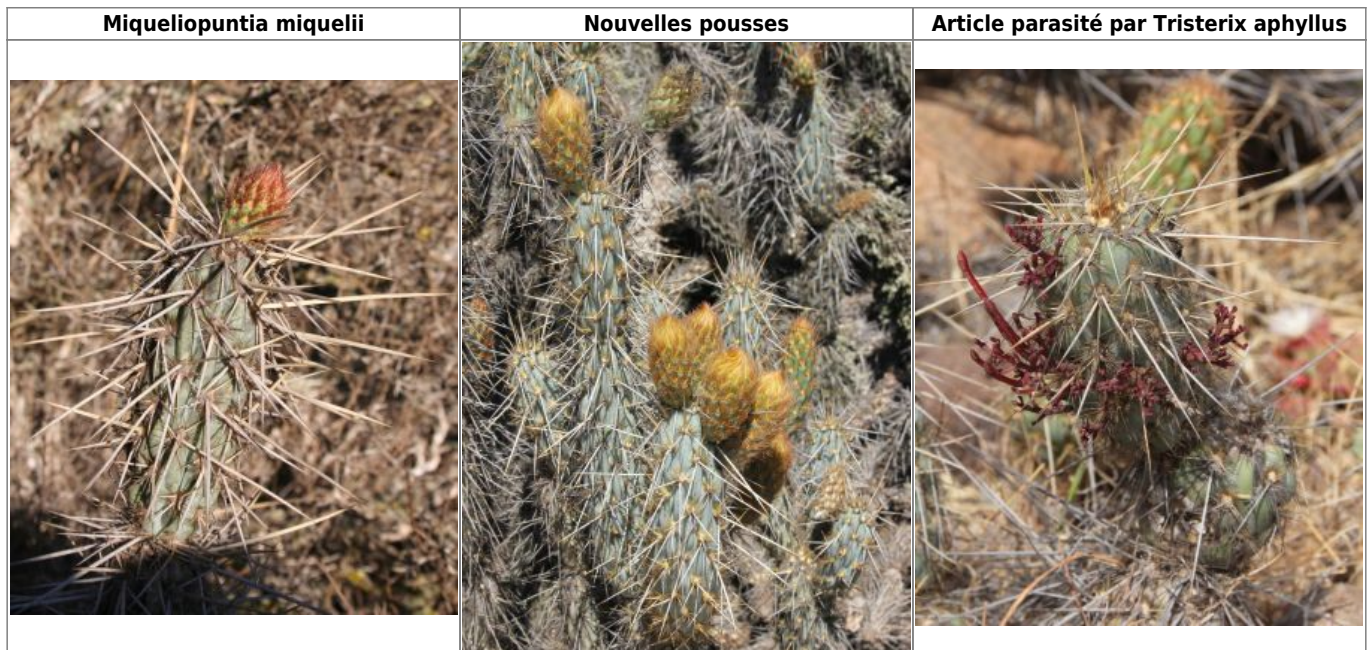 Miqueliopuntia miquelii
Nouvelles pousses
Article parasité par Tristerix aphyllus